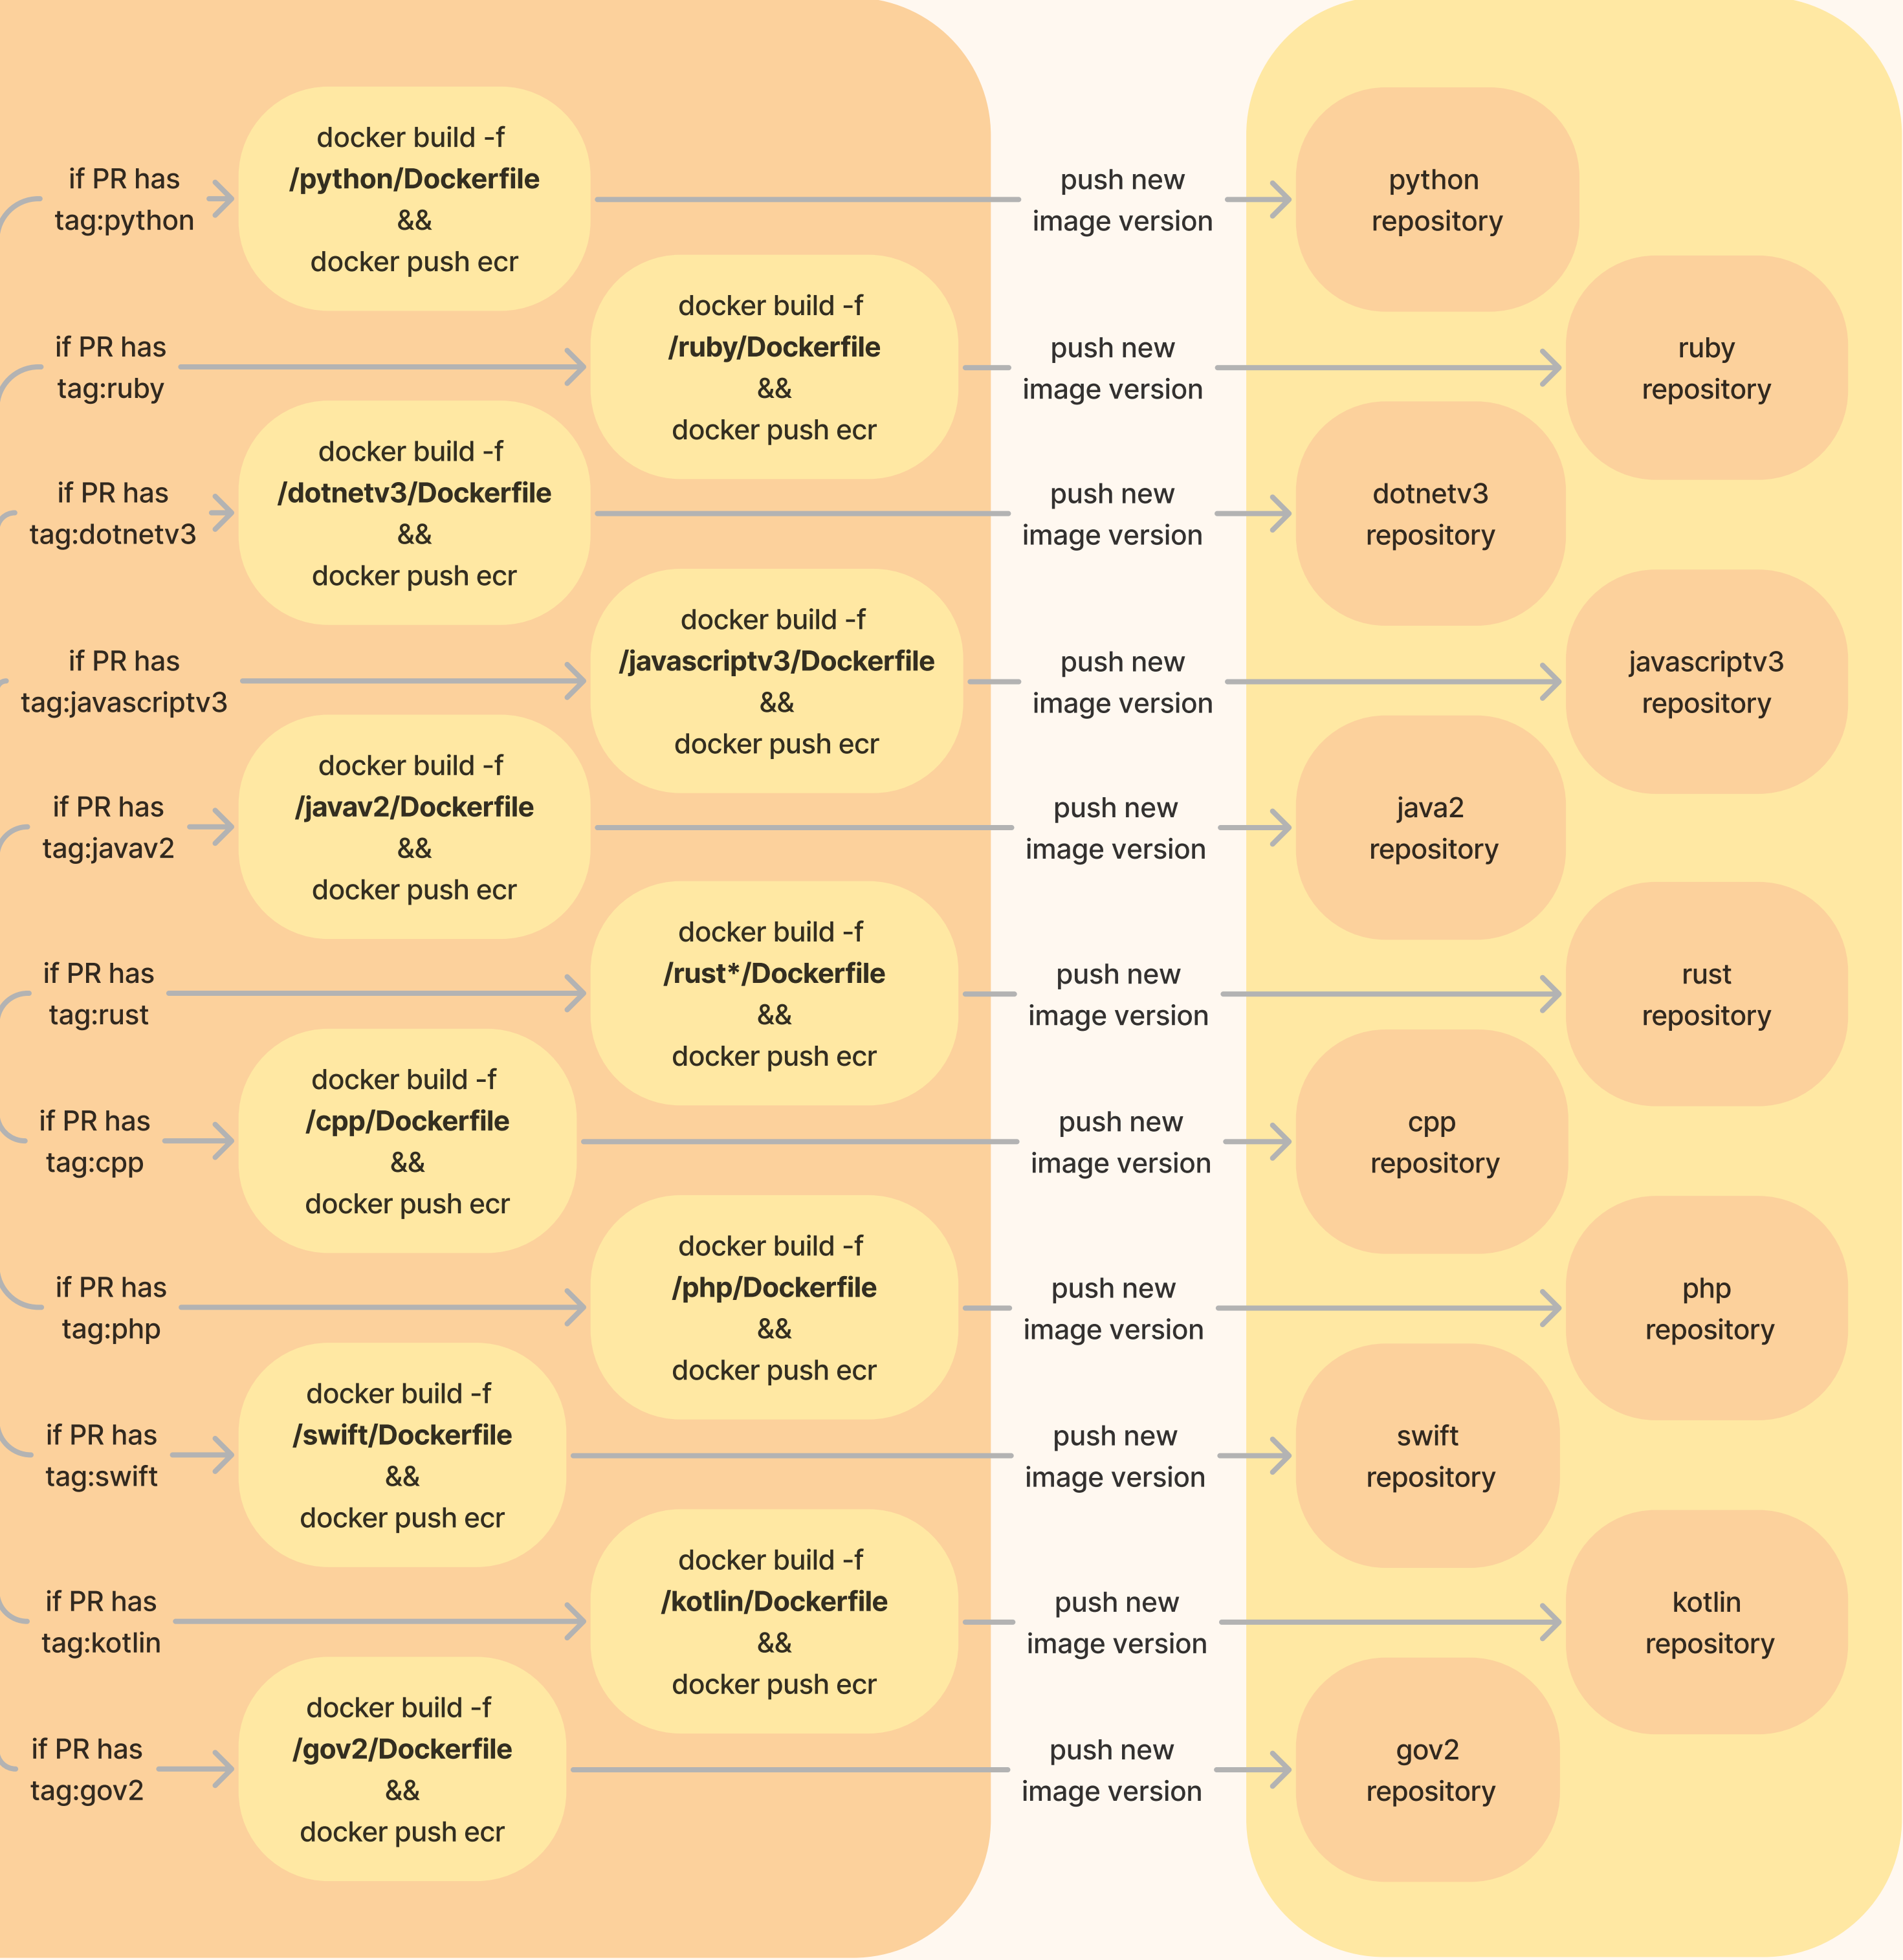 if PR has
tag:python
docker build -f
/python/Dockerfile
&&
docker push ecr
push new
image version
python
repository
if PR has
tag:ruby
docker build -f
/ruby/Dockerfile
&&
docker push ecr
push new
image version
ruby
repository
if PR has
tag:dotnetv3
docker build -f
/dotnetv3/Dockerfile
&&
docker push ecr
push new
image version
dotnetv3
repository
if PR has
tag:javascriptv3
docker build -f
/javascriptv3/Dockerfile
&&
docker push ecr
push new
image version
javascriptv3
repository
if PR has
tag:javav2
docker build -f
/javav2/Dockerfile
&&
docker push ecr
push new
image version
java2
repository
if PR has
tag:rust
docker build -f
/rust*/Dockerfile
&&
docker push ecr
push new
image version
rust
repository
if PR has
tag:cpp
docker build -f
/cpp/Dockerfile
&&
docker push ecr
push new
image version
cpp
repository
if PR has
tag:php
docker build -f
/php/Dockerfile
&&
docker push ecr
push new
image version
php
repository
if PR has
tag:swift
docker build -f
/swift/Dockerfile
&&
docker push ecr
push new
image version
swift
repository
if PR has
tag:kotlin
docker build -f
/kotlin/Dockerfile
&&
docker push ecr
push new
image version
kotlin
repository
if PR has
tag:gov2
docker build -f
/gov2/Dockerfile
&&
docker push ecr
push new
image version
gov2
repository